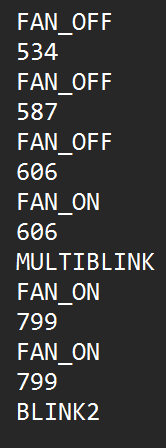 FAN_OFF
534
FAN_OFF
587
FAN_OFF
606
FAN_ON
606
MULTIBLINK
FAN_ON
799
FAN_ON
799
BLINK2